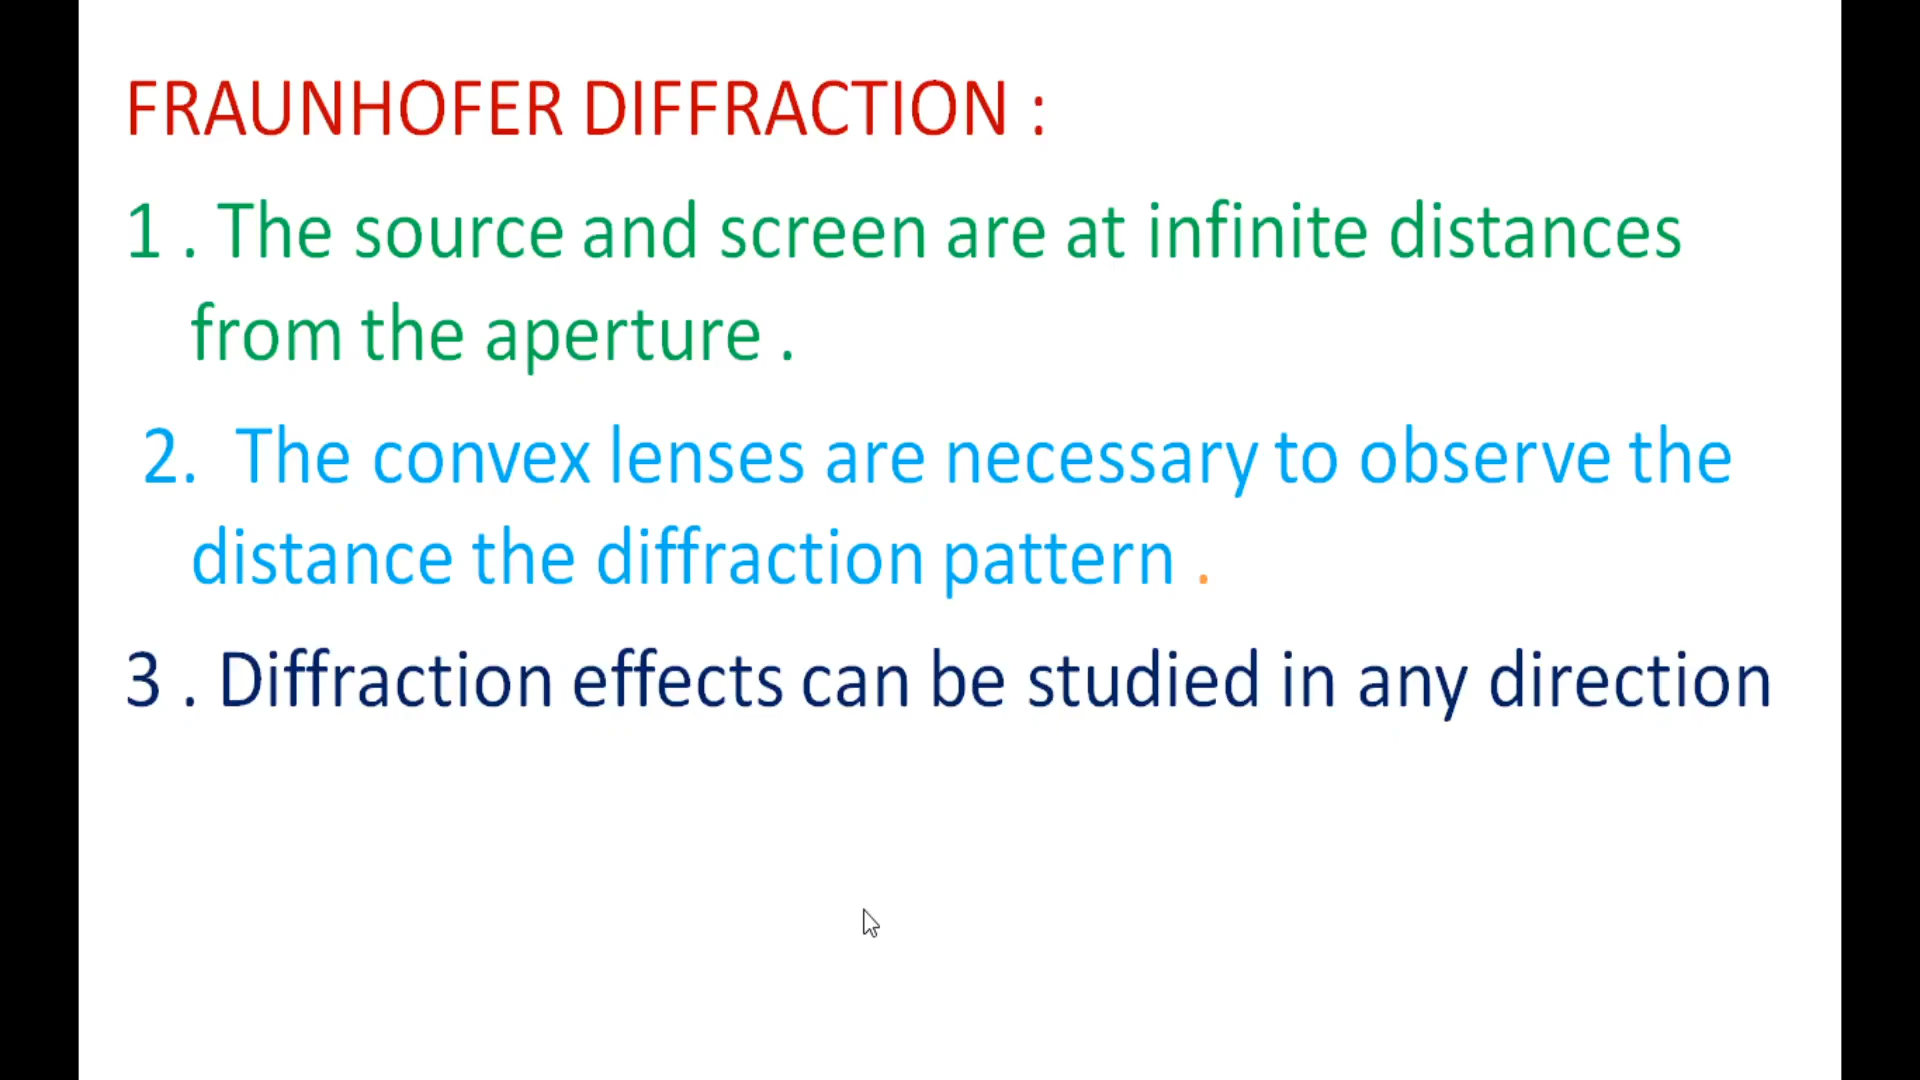 FRAUNHOFER DIFFRACTION :
1 . The source and screen are at infinite distances
from the aperture .
2. The convex lenses are necessary to observe the
distance the diffraction pattern .
3 . Diffraction effects can be studied in any direction